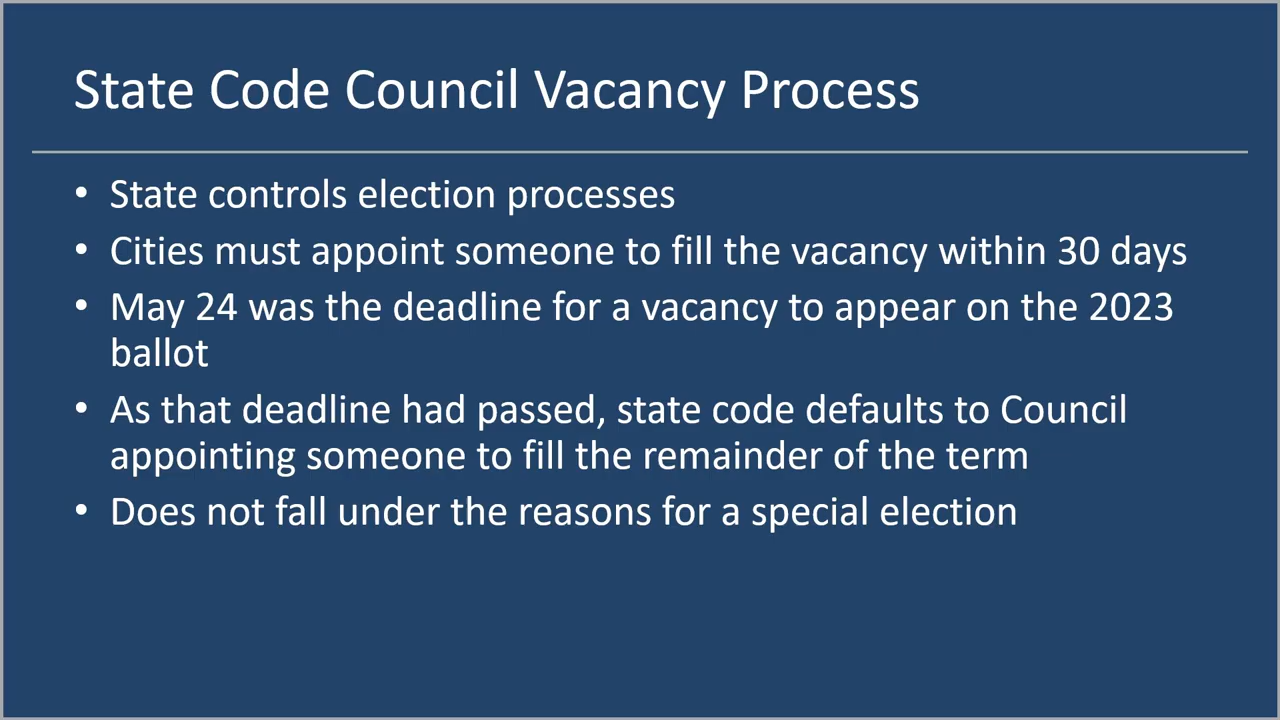 State Code Council Vacancy Process
• State controls election processes
• Cities must appoint someone to fill the vacancy within 30 days
• May 24 was the deadline for a vacancy to appear on the 2023
ballot
• As that deadline had passed, state code defaults to Council
appointing someone to fill the remainder of the term
• Does not fall under the reasons for a special election